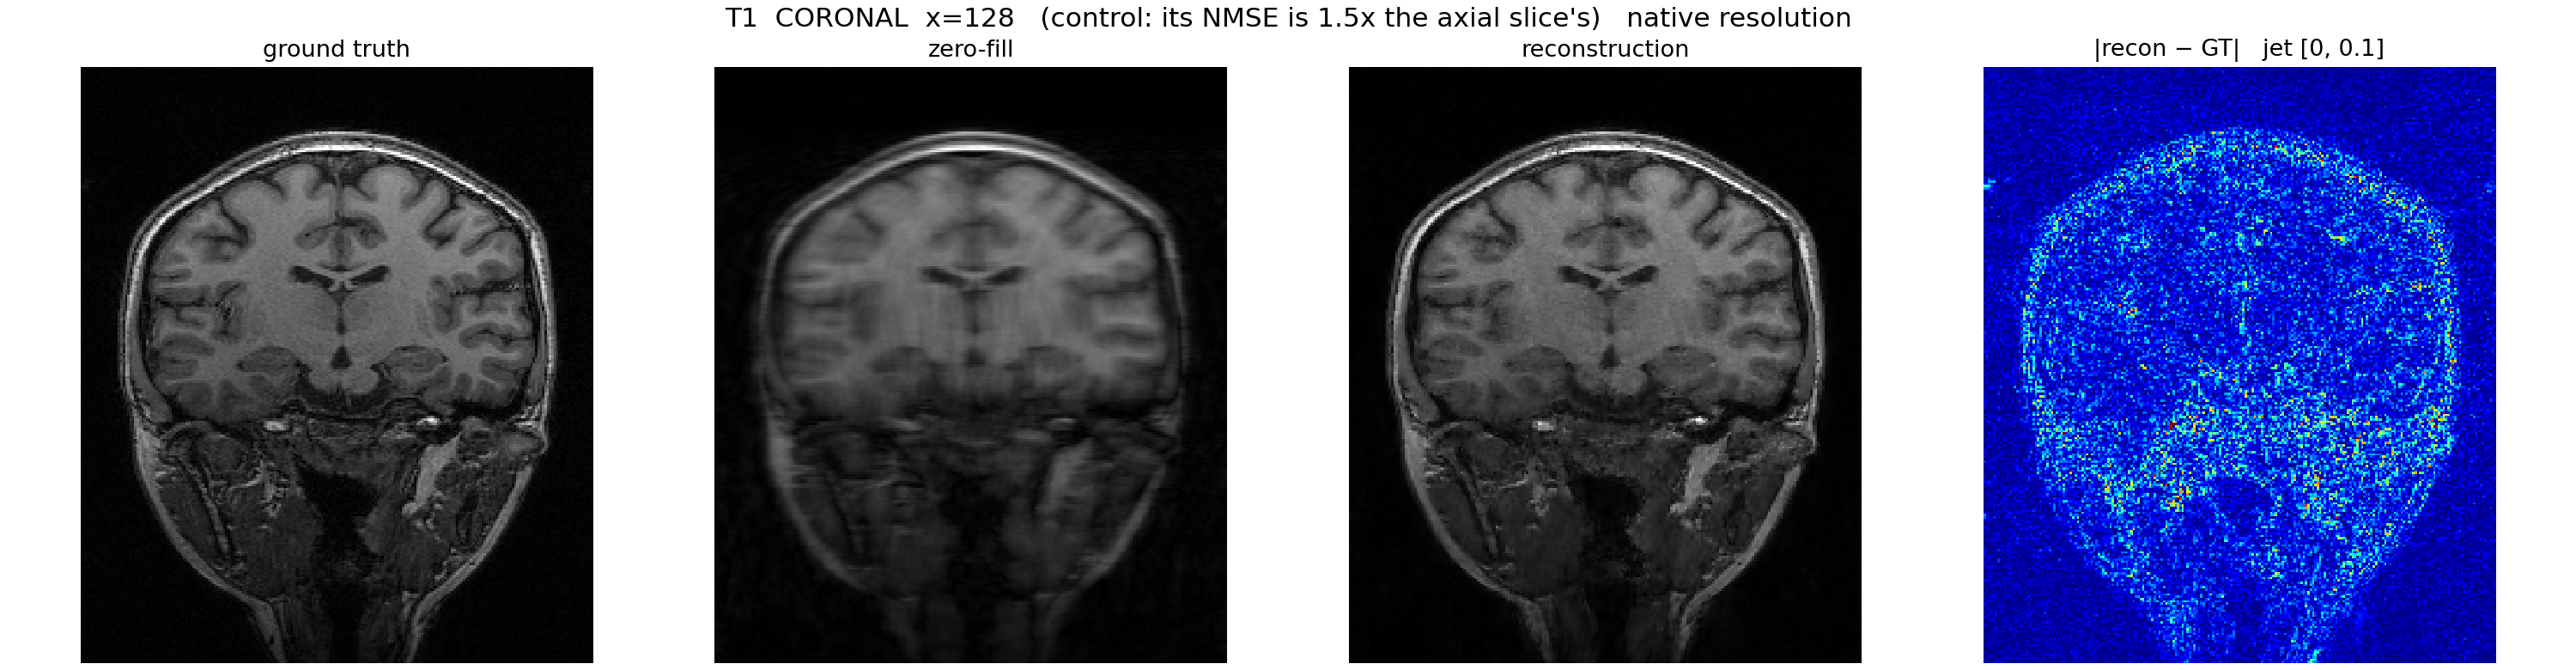 T1 CORONAL x=128 (control: its NMSE is 1.5x the axial slice's) native resolution
ground truth
zero-fill
reconstruction
|recon − GT| jet [0, 0.1]